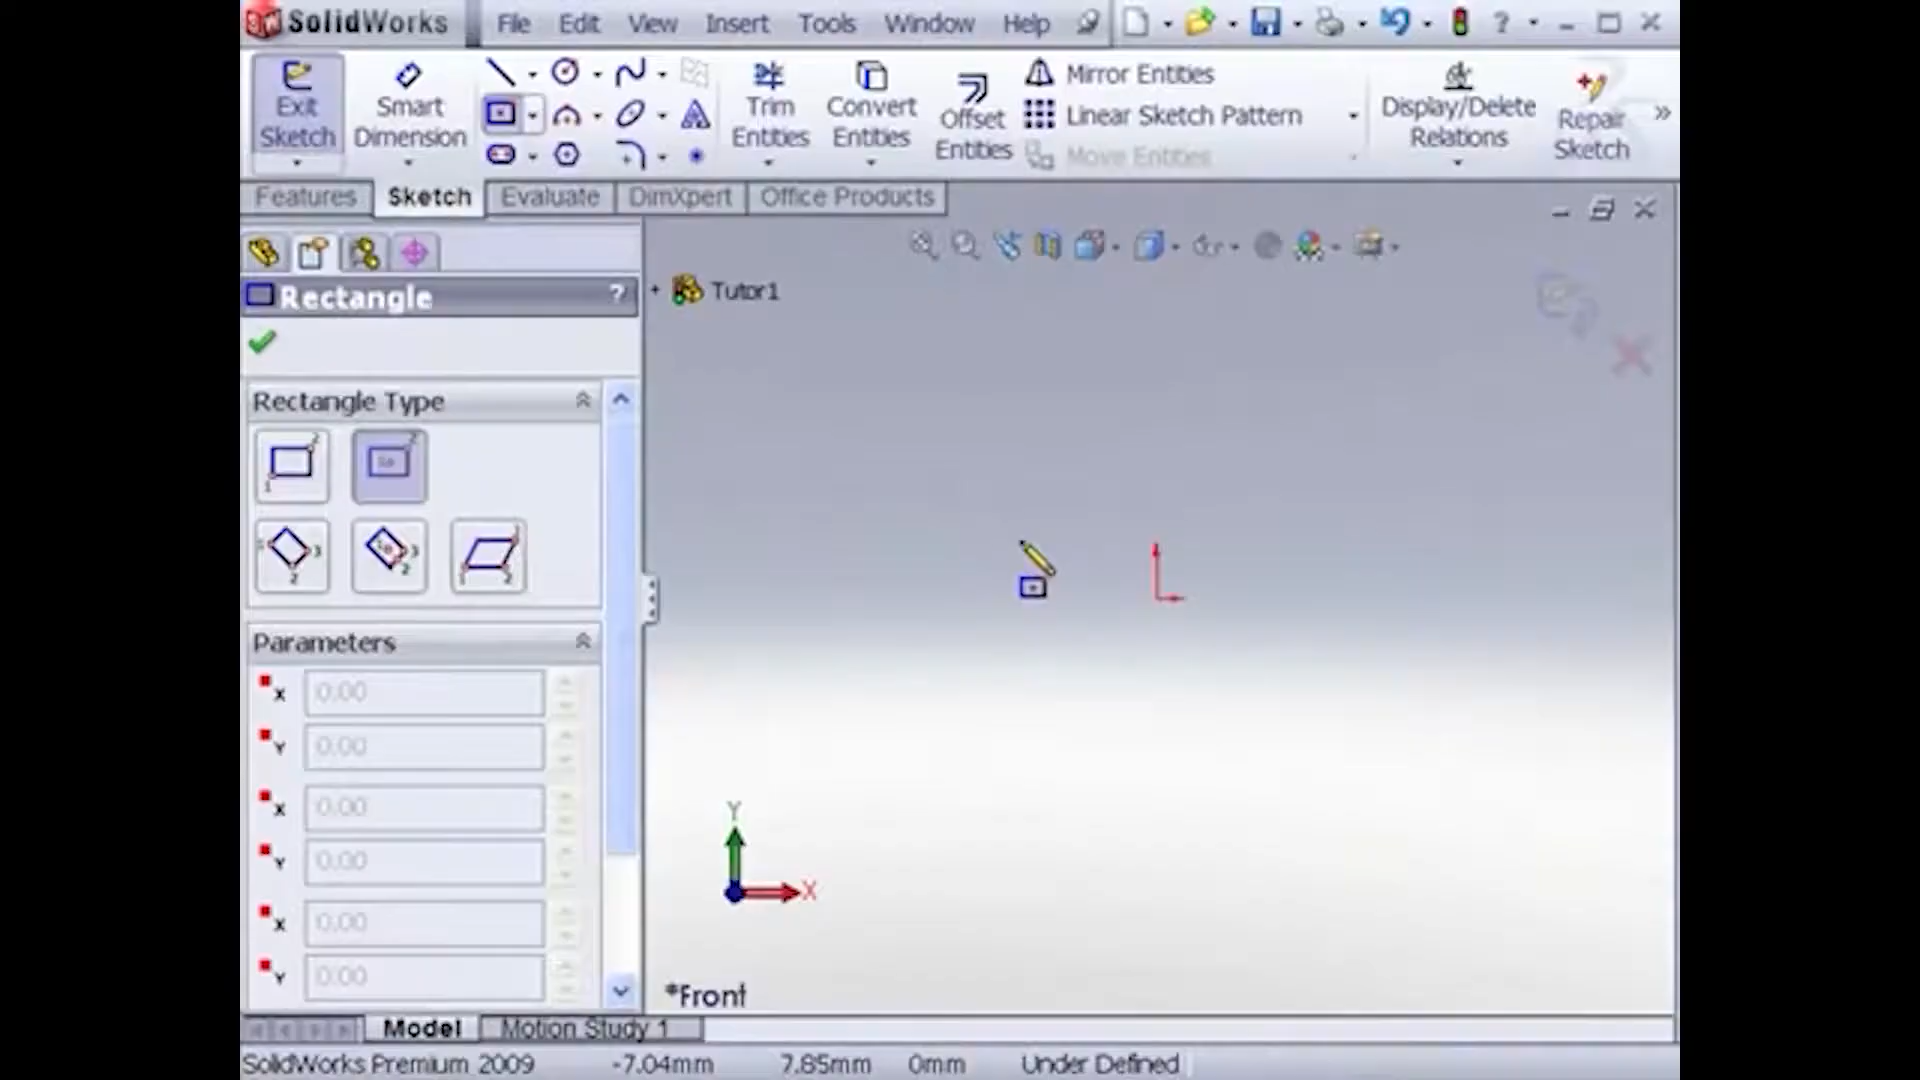 SolidWorks File Edit View Insert Tools Window Help ?
Exit Sketch
Smart Dimension
Trim Entities
Convert Entities
Offset Entities
Mirror Entities
Linear Sketch Pattern
Move Entities
Display/Delete Relations
Repair Sketch
Features Sketch Evaluate DimXpert Office Products
Rectangle ?
Tutor1
Rectangle Type
Parameters
X 0.00
Y 0.00
X 0.00
Y 0.00
X 0.00
Y 0.00
Y
X
*Front
Model Motion Study 1
SolidWorks Premium 2009 -7.04mm 7.85mm 0mm Under Defined